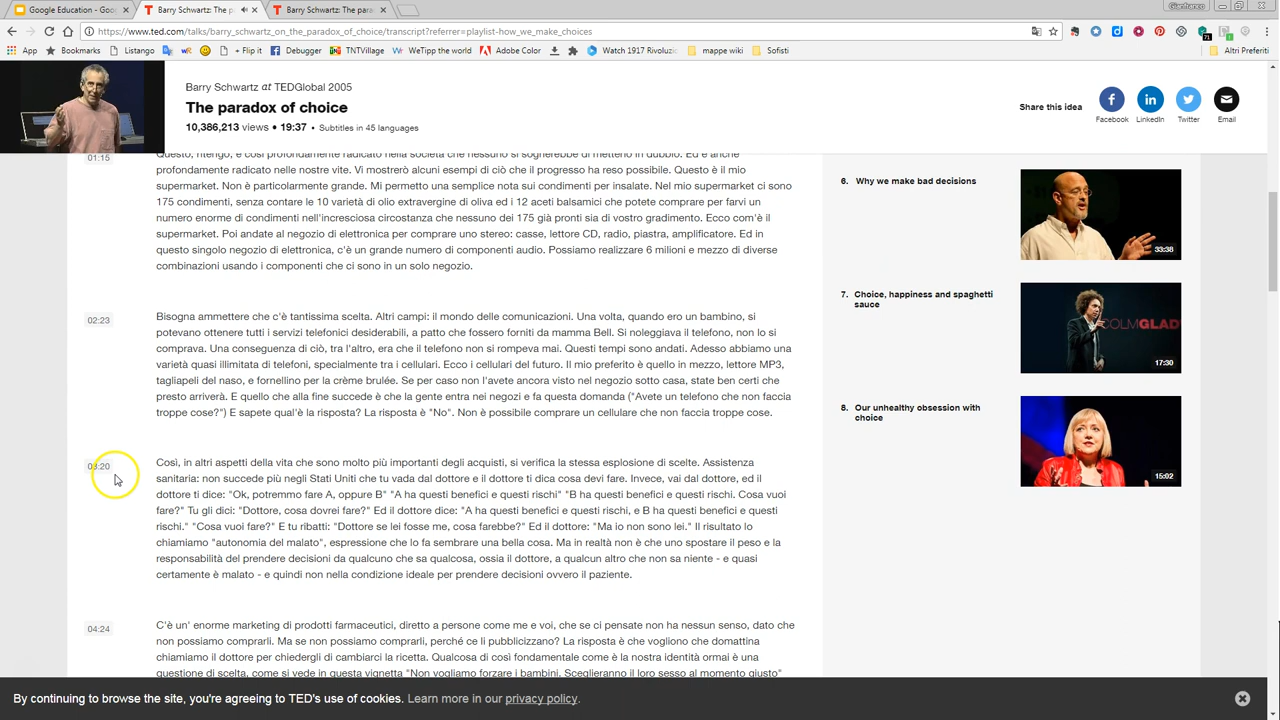 Google Education - Goo
Barry Schwartz: The p
Barry Schwartz: The para
Gianfranco
https://www.ted.com/talks/barry_schwartz_on_the_paradox_of_choice/transcript?referrer=playlist-how_we_make_choices
App
Bookmarks
Listango
+ Flip it
Debugger
TNTVillage
WeTipp the world
Adobe Color
Watch 1917 Rivoluzio
mappe wiki
Sofisti
Altri Preferiti
Barry Schwartz at TEDGlobal 2005
The paradox of choice
10,386,213 views • 19:37 • Subtitles in 45 languages
Share this idea
Facebook
LinkedIn
Twitter
Email
01:15
Questo, ritengo, è così profondamente radicato nella società che nessuno si sognerebbe di metterlo in dubbio. Ed è anche
profondamente radicato nelle nostre vite. Vi mostrerò alcuni esempi di ciò che il progresso ha reso possibile. Questo è il mio
supermarket. Non è particolarmente grande. Mi permetto una semplice nota sui condimenti per insalate. Nel mio supermarket ci sono
175 condimenti, senza contare le 10 varietà di olio extravergine di oliva ed i 12 aceti balsamici che potete comprare per farvi un
numero enorme di condimenti nell'incresciosa circostanza che nessuno dei 175 già pronti sia di vostro gradimento. Ecco com'è il
supermarket. Poi andate al negozio di elettronica per comprare uno stereo: casse, lettore CD, radio, piastra, amplificatore. Ed in
questo singolo negozio di elettronica, c'è un grande numero di componenti audio. Possiamo realizzare 6 milioni e mezzo di diverse
combinazioni usando i componenti che ci sono in un solo negozio.
02:23
Bisogna ammettere che c'è tantissima scelta. Altri campi: il mondo delle comunicazioni. Una volta, quando ero un bambino, si
potevano ottenere tutti i servizi telefonici desiderabili, a patto che fossero forniti da mamma Bell. Si noleggiava il telefono, non lo si
comprava. Una conseguenza di ciò, tra l'altro, era che il telefono non si rompeva mai. Questi tempi sono andati. Adesso abbiamo una
varietà quasi illimitata di telefoni, specialmente tra i cellulari. Ecco i cellulari del futuro. Il mio preferito è quello in mezzo, lettore MP3,
tagliapeli del naso, e fornellino per la crème brulée. Se per caso non l'avete ancora visto nel negozio sotto casa, state ben certi che
presto arriverà. E quello che alla fine succede è che la gente entra nei negozi e fa questa domanda ("Avete un telefono che non faccia
troppe cose?") E sapete qual'è la risposta? La risposta è "No". Non è possibile comprare un cellulare che non faccia troppe cose.
03:20
Così, in altri aspetti della vita che sono molto più importanti degli acquisti, si verifica la stessa esplosione di scelte. Assistenza
sanitaria: non succede più negli Stati Uniti che tu vada dal dottore e il dottore ti dica cosa devi fare. Invece, vai dal dottore, ed il
dottore ti dice: "Ok, potremmo fare A, oppure B" "A ha questi benefici e questi rischi" "B ha questi benefici e questi rischi. Cosa vuoi
fare?" Tu gli dici: "Dottore, cosa dovrei fare?" Ed il dottore dice: "A ha questi benefici e questi rischi, e B ha questi benefici e questi
rischi." "Cosa vuoi fare?" E tu ribatti: "Dottore se lei fosse me, cosa farebbe?" Ed il dottore: "Ma io non sono lei." Il risultato lo
chiamiamo "autonomia del malato", espressione che lo fa sembrare una bella cosa. Ma in realtà non è che uno spostare il peso e la
responsabilità del prendere decisioni da qualcuno che sa qualcosa, ossia il dottore, a qualcun altro che non sa niente - e quasi
certamente è malato - e quindi non nella condizione ideale per prendere decisioni ovvero il paziente.
04:24
C'è un' enorme marketing di prodotti farmaceutici, diretto a persone come me e voi, che se ci pensate non ha nessun senso, dato che
non possiamo comprarli. Ma se non possiamo comprarli, perché ce li pubblicizzano? La risposta è che vogliono che domattina
chiamiamo il dottore per chiedergli di cambiarci la ricetta. Qualcosa di così fondamentale come è la nostra identità ormai è una
questione di scelta, come si vede in questa vignetta "Non vogliamo forzare i bambini. Sceglieranno il loro sesso al momento giusto"
6. Why we make bad decisions
33:38
7. Choice, happiness and spaghetti
sauce
COLMGLAD
17:30
8. Our unhealthy obsession with
choice
15:02
By continuing to browse the site, you're agreeing to TED's use of cookies. Learn more in our privacy policy.